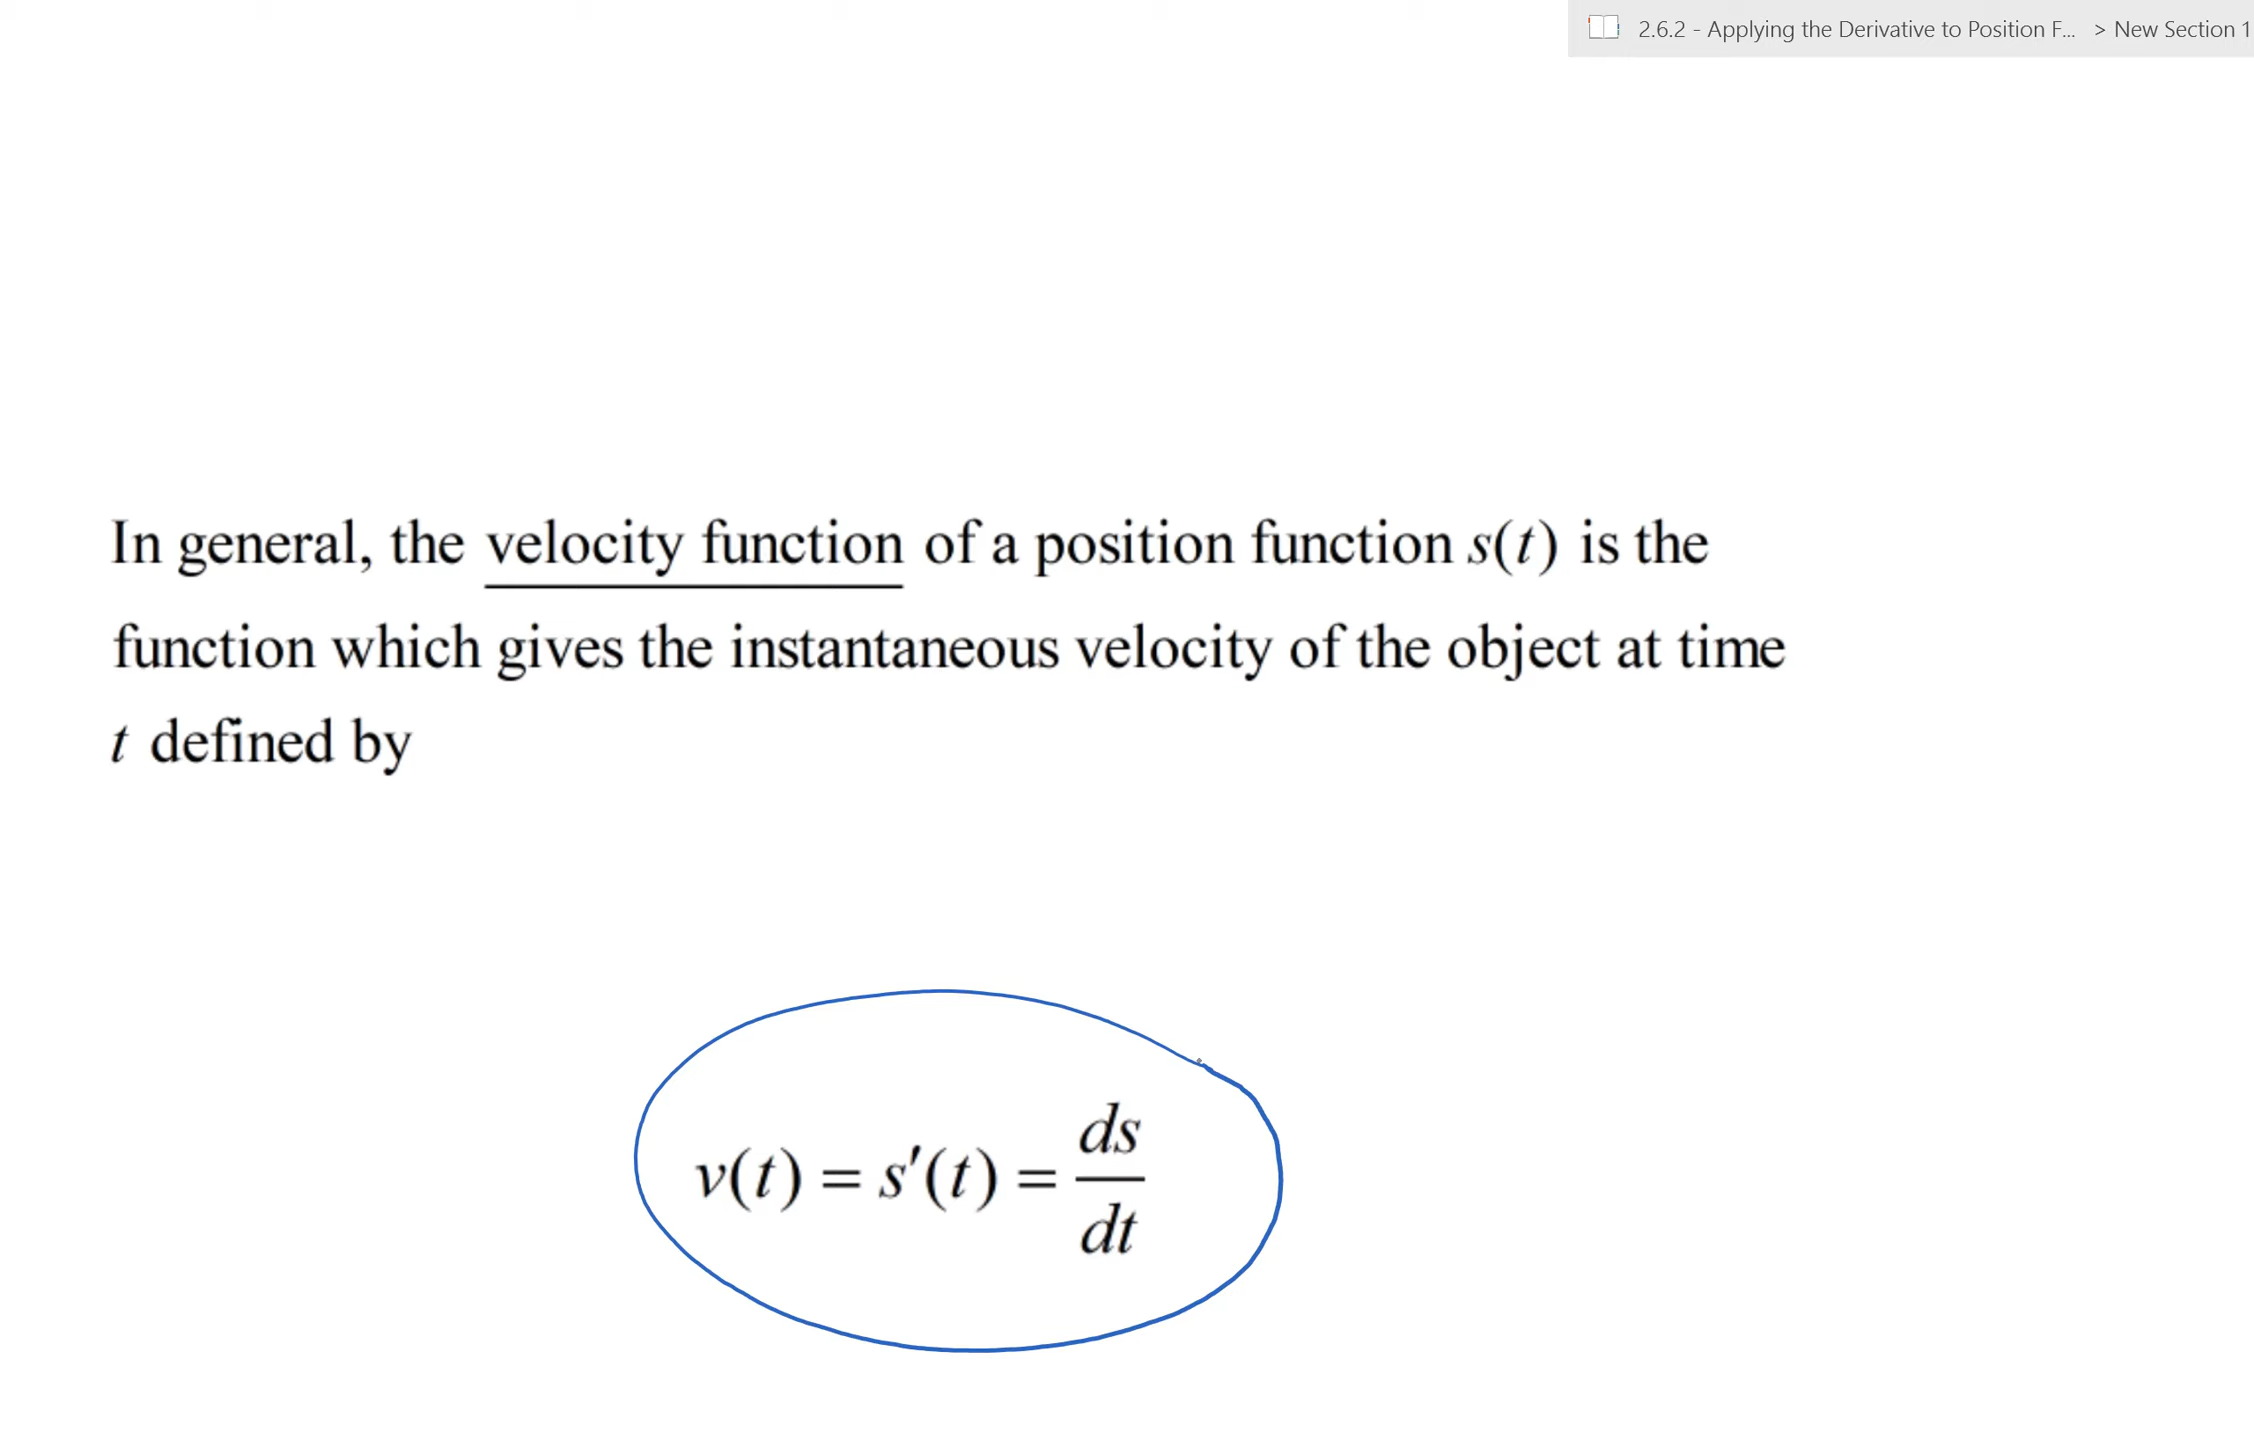 2.6.2 - Applying the Derivative to Position F... > New Section 1
In general, the velocity function of a position function s(t) is the
function which gives the instantaneous velocity of the object at time
t defined by
v(t) = s′(t) = ds/dt